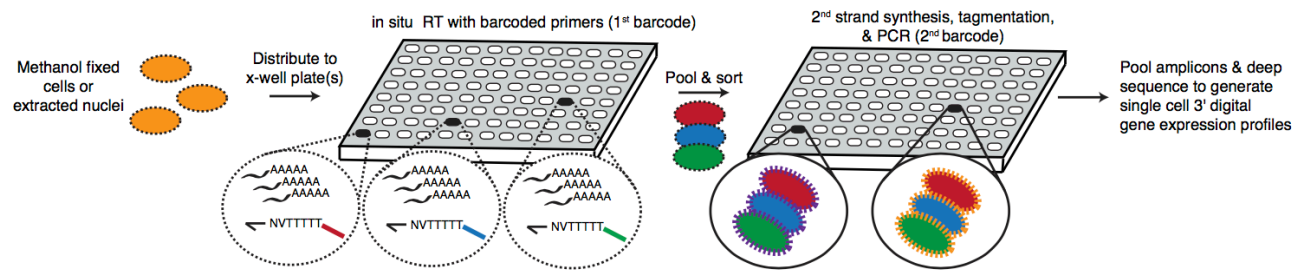 Methanol fixed
cells or
extracted nuclei
Distribute to
x-well plate(s)
in situ RT with barcoded primers (1st barcode)
AAAAA
AAAAA
AAAAA
NVTTTTT
AAAAA
AAAAA
AAAAA
NVTTTTT
AAAAA
AAAAA
AAAAA
NVTTTTT
Pool & sort
2nd strand synthesis, tagmentation,
& PCR (2nd barcode)
Pool amplicons & deep
sequence to generate
single cell 3' digital
gene expression profiles